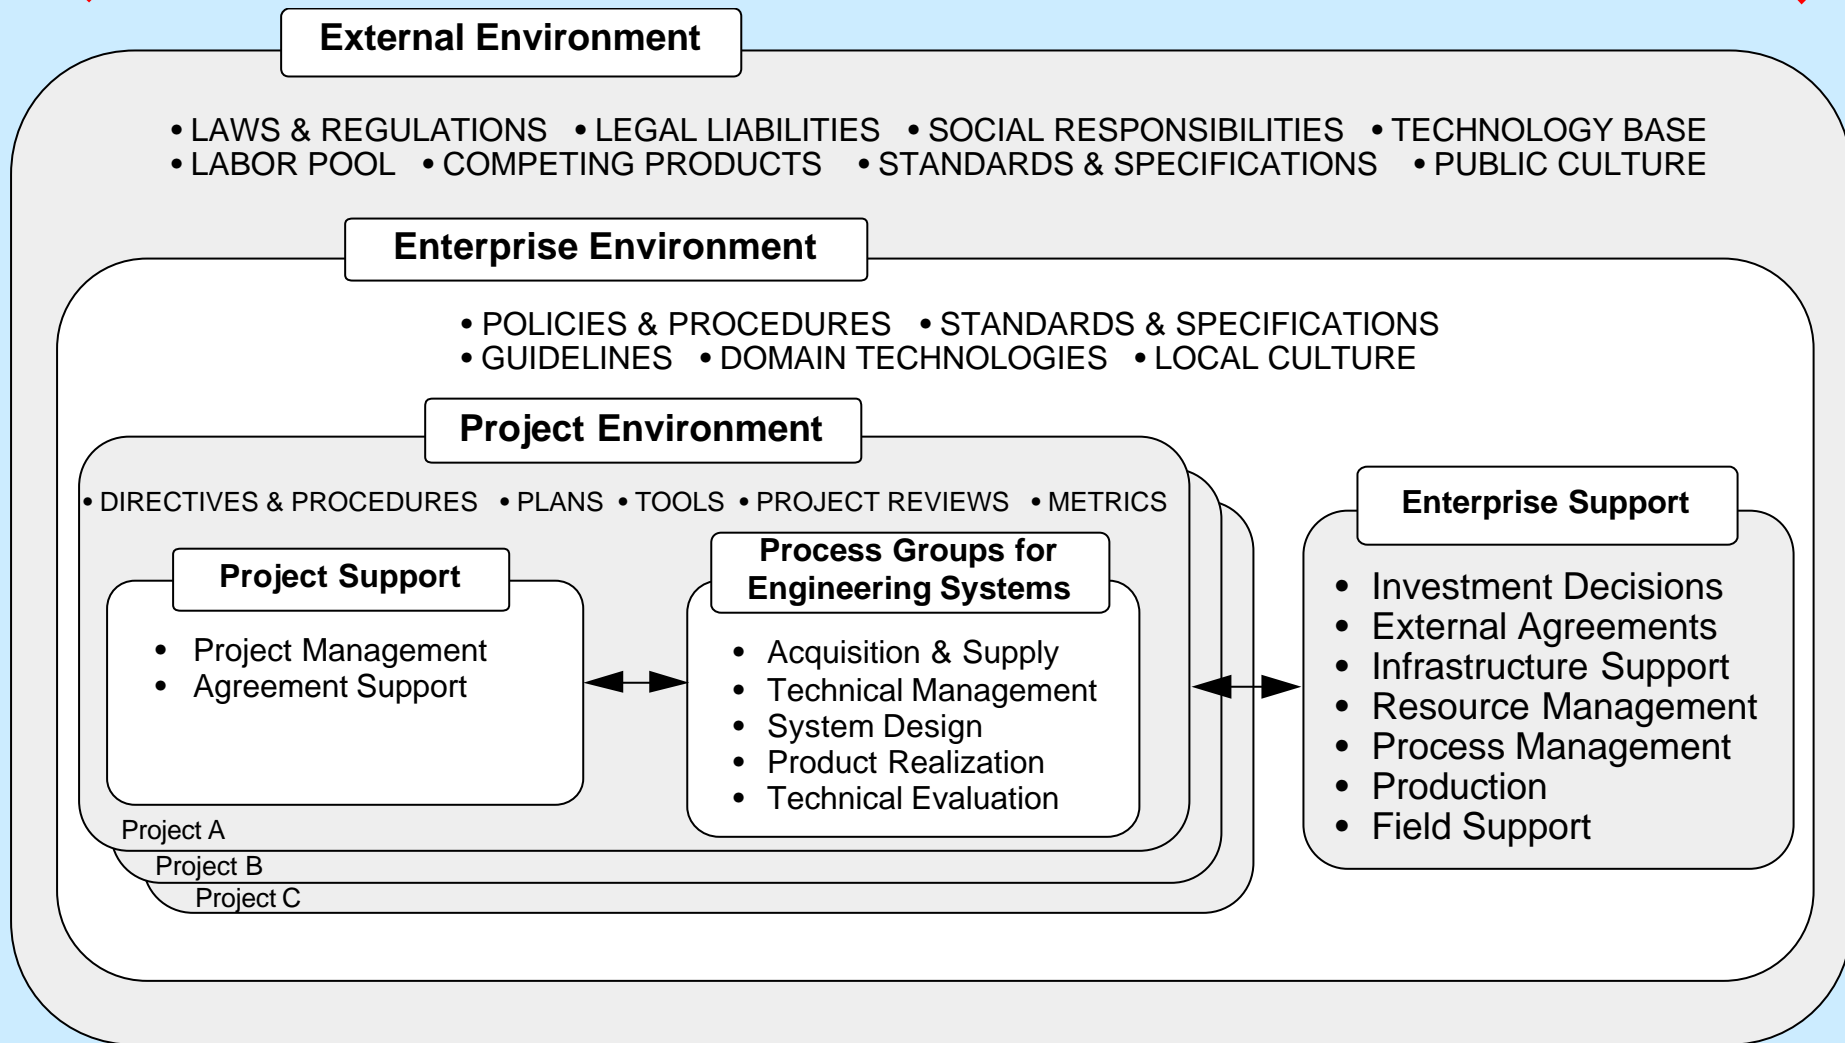 External Environment
• LAWS & REGULATIONS • LEGAL LIABILITIES • SOCIAL RESPONSIBILITIES • TECHNOLOGY BASE
• LABOR POOL • COMPETING PRODUCTS • STANDARDS & SPECIFICATIONS • PUBLIC CULTURE
Enterprise Environment
• POLICIES & PROCEDURES • STANDARDS & SPECIFICATIONS
• GUIDELINES • DOMAIN TECHNOLOGIES • LOCAL CULTURE
Project Environment
• DIRECTIVES & PROCEDURES • PLANS • TOOLS • PROJECT REVIEWS • METRICS
Project Support
• Project Management
• Agreement Support
Process Groups for
Engineering Systems
• Acquisition & Supply
• Technical Management
• System Design
• Product Realization
• Technical Evaluation
Project A
Project B
Project C
Enterprise Support
• Investment Decisions
• External Agreements
• Infrastructure Support
• Resource Management
• Process Management
• Production
• Field Support